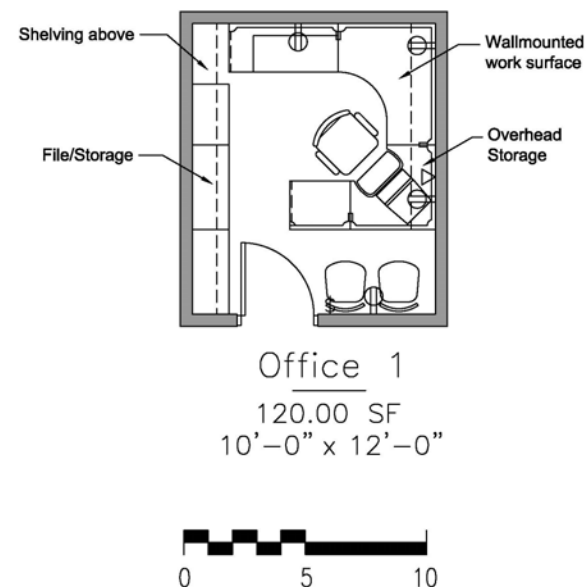 Shelving above
Wallmounted
work surface
File/Storage
Overhead
Storage
Office 1
120.00 SF
10’-0” x 12’-0”
0 5 10